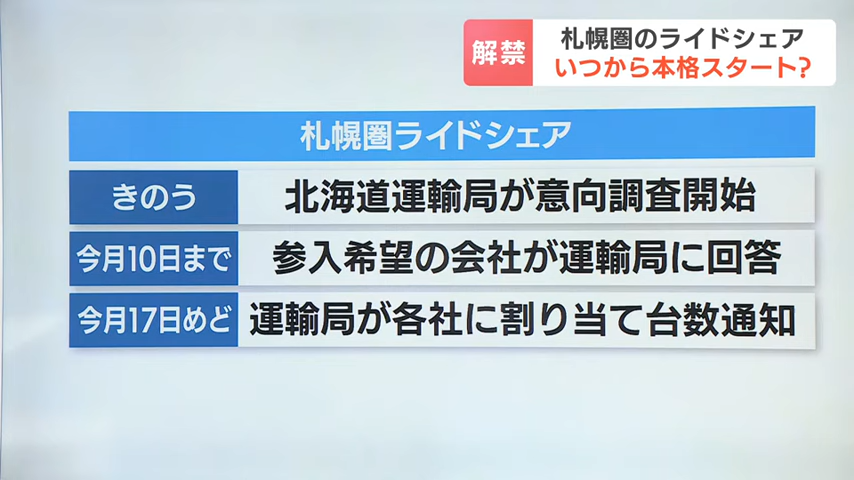 解禁
札幌圏のライドシェア
いつから本格スタート?
札幌圏ライドシェア
きのう 北海道運輸局が意向調査開始
今月10日まで 参入希望の会社が運輸局に回答
今月17日めど 運輸局が各社に割り当て台数通知